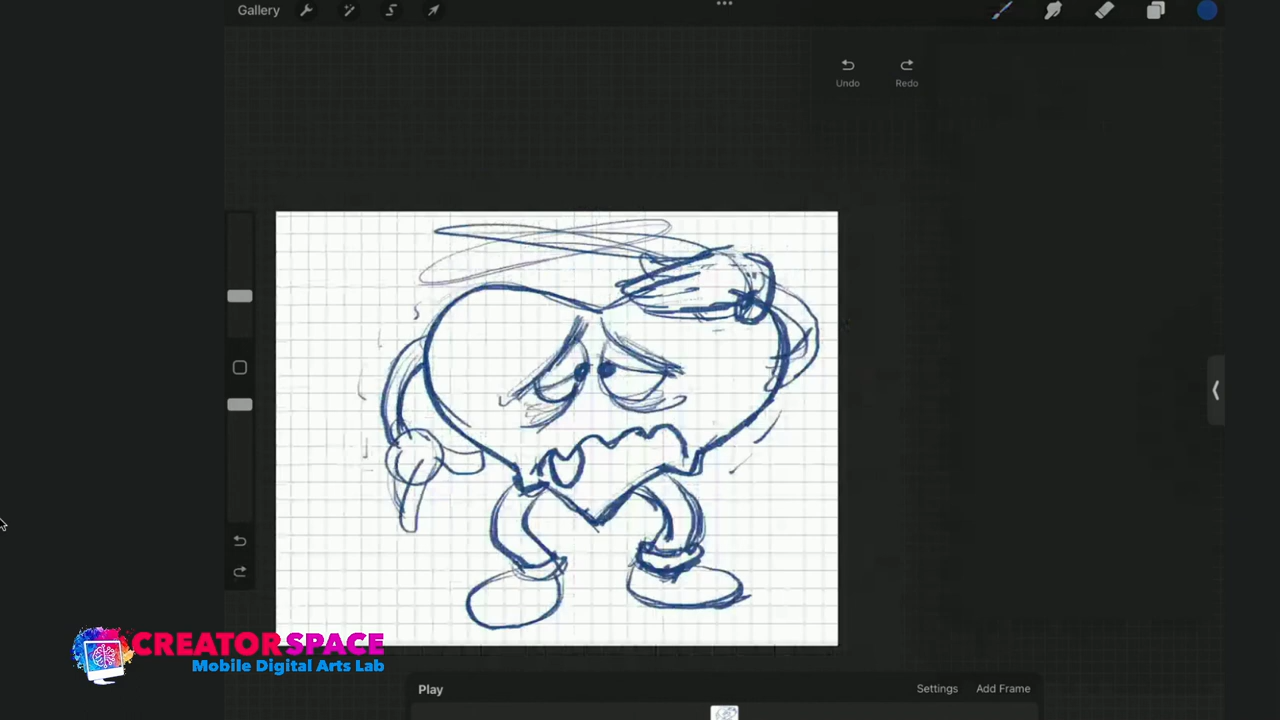 Gallery
Undo Redo
CREATORSPACE
Mobile Digital Arts Lab
Play Settings Add Frame